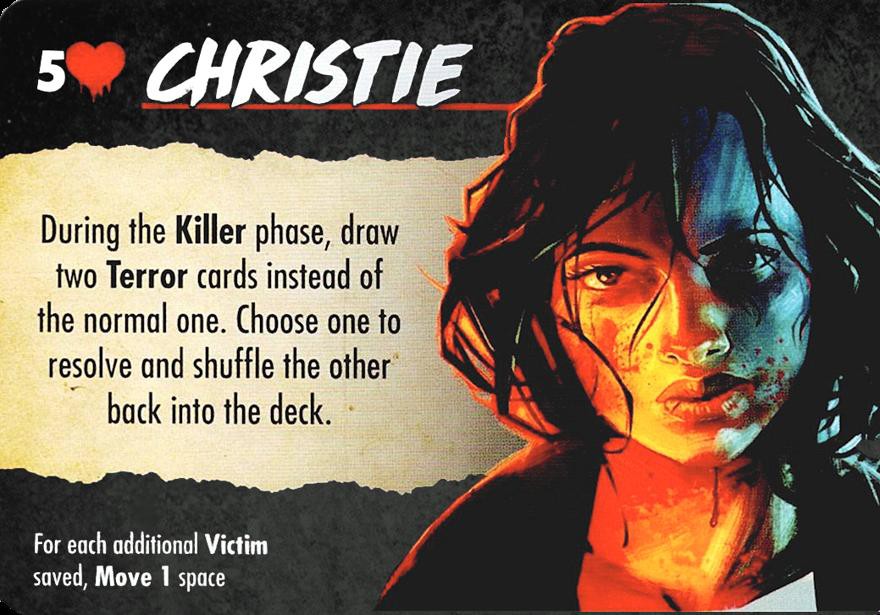 5 CHRISTIE
During the Killer phase, draw
two Terror cards instead of
the normal one. Choose one to
resolve and shuffle the other
back into the deck.
For each additional Victim
saved, Move 1 space